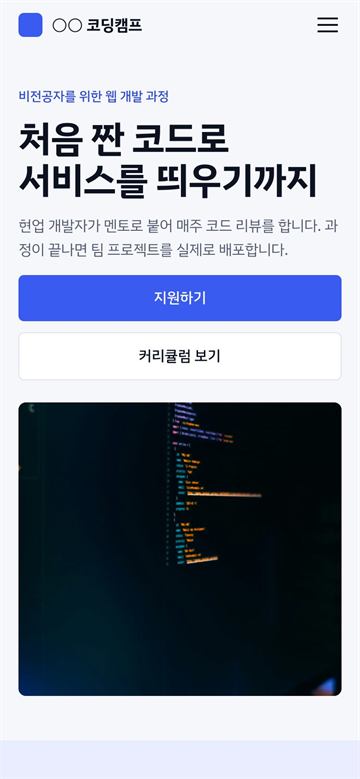 ○○ 코딩캠프
비전공자를 위한 웹 개발 과정
처음 짠 코드로
서비스를 띄우기까지
현업 개발자가 멘토로 붙어 매주 코드 리뷰를 합니다. 과
정이 끝나면 팀 프로젝트를 실제로 배포합니다.
지원하기
커리큘럼 보기